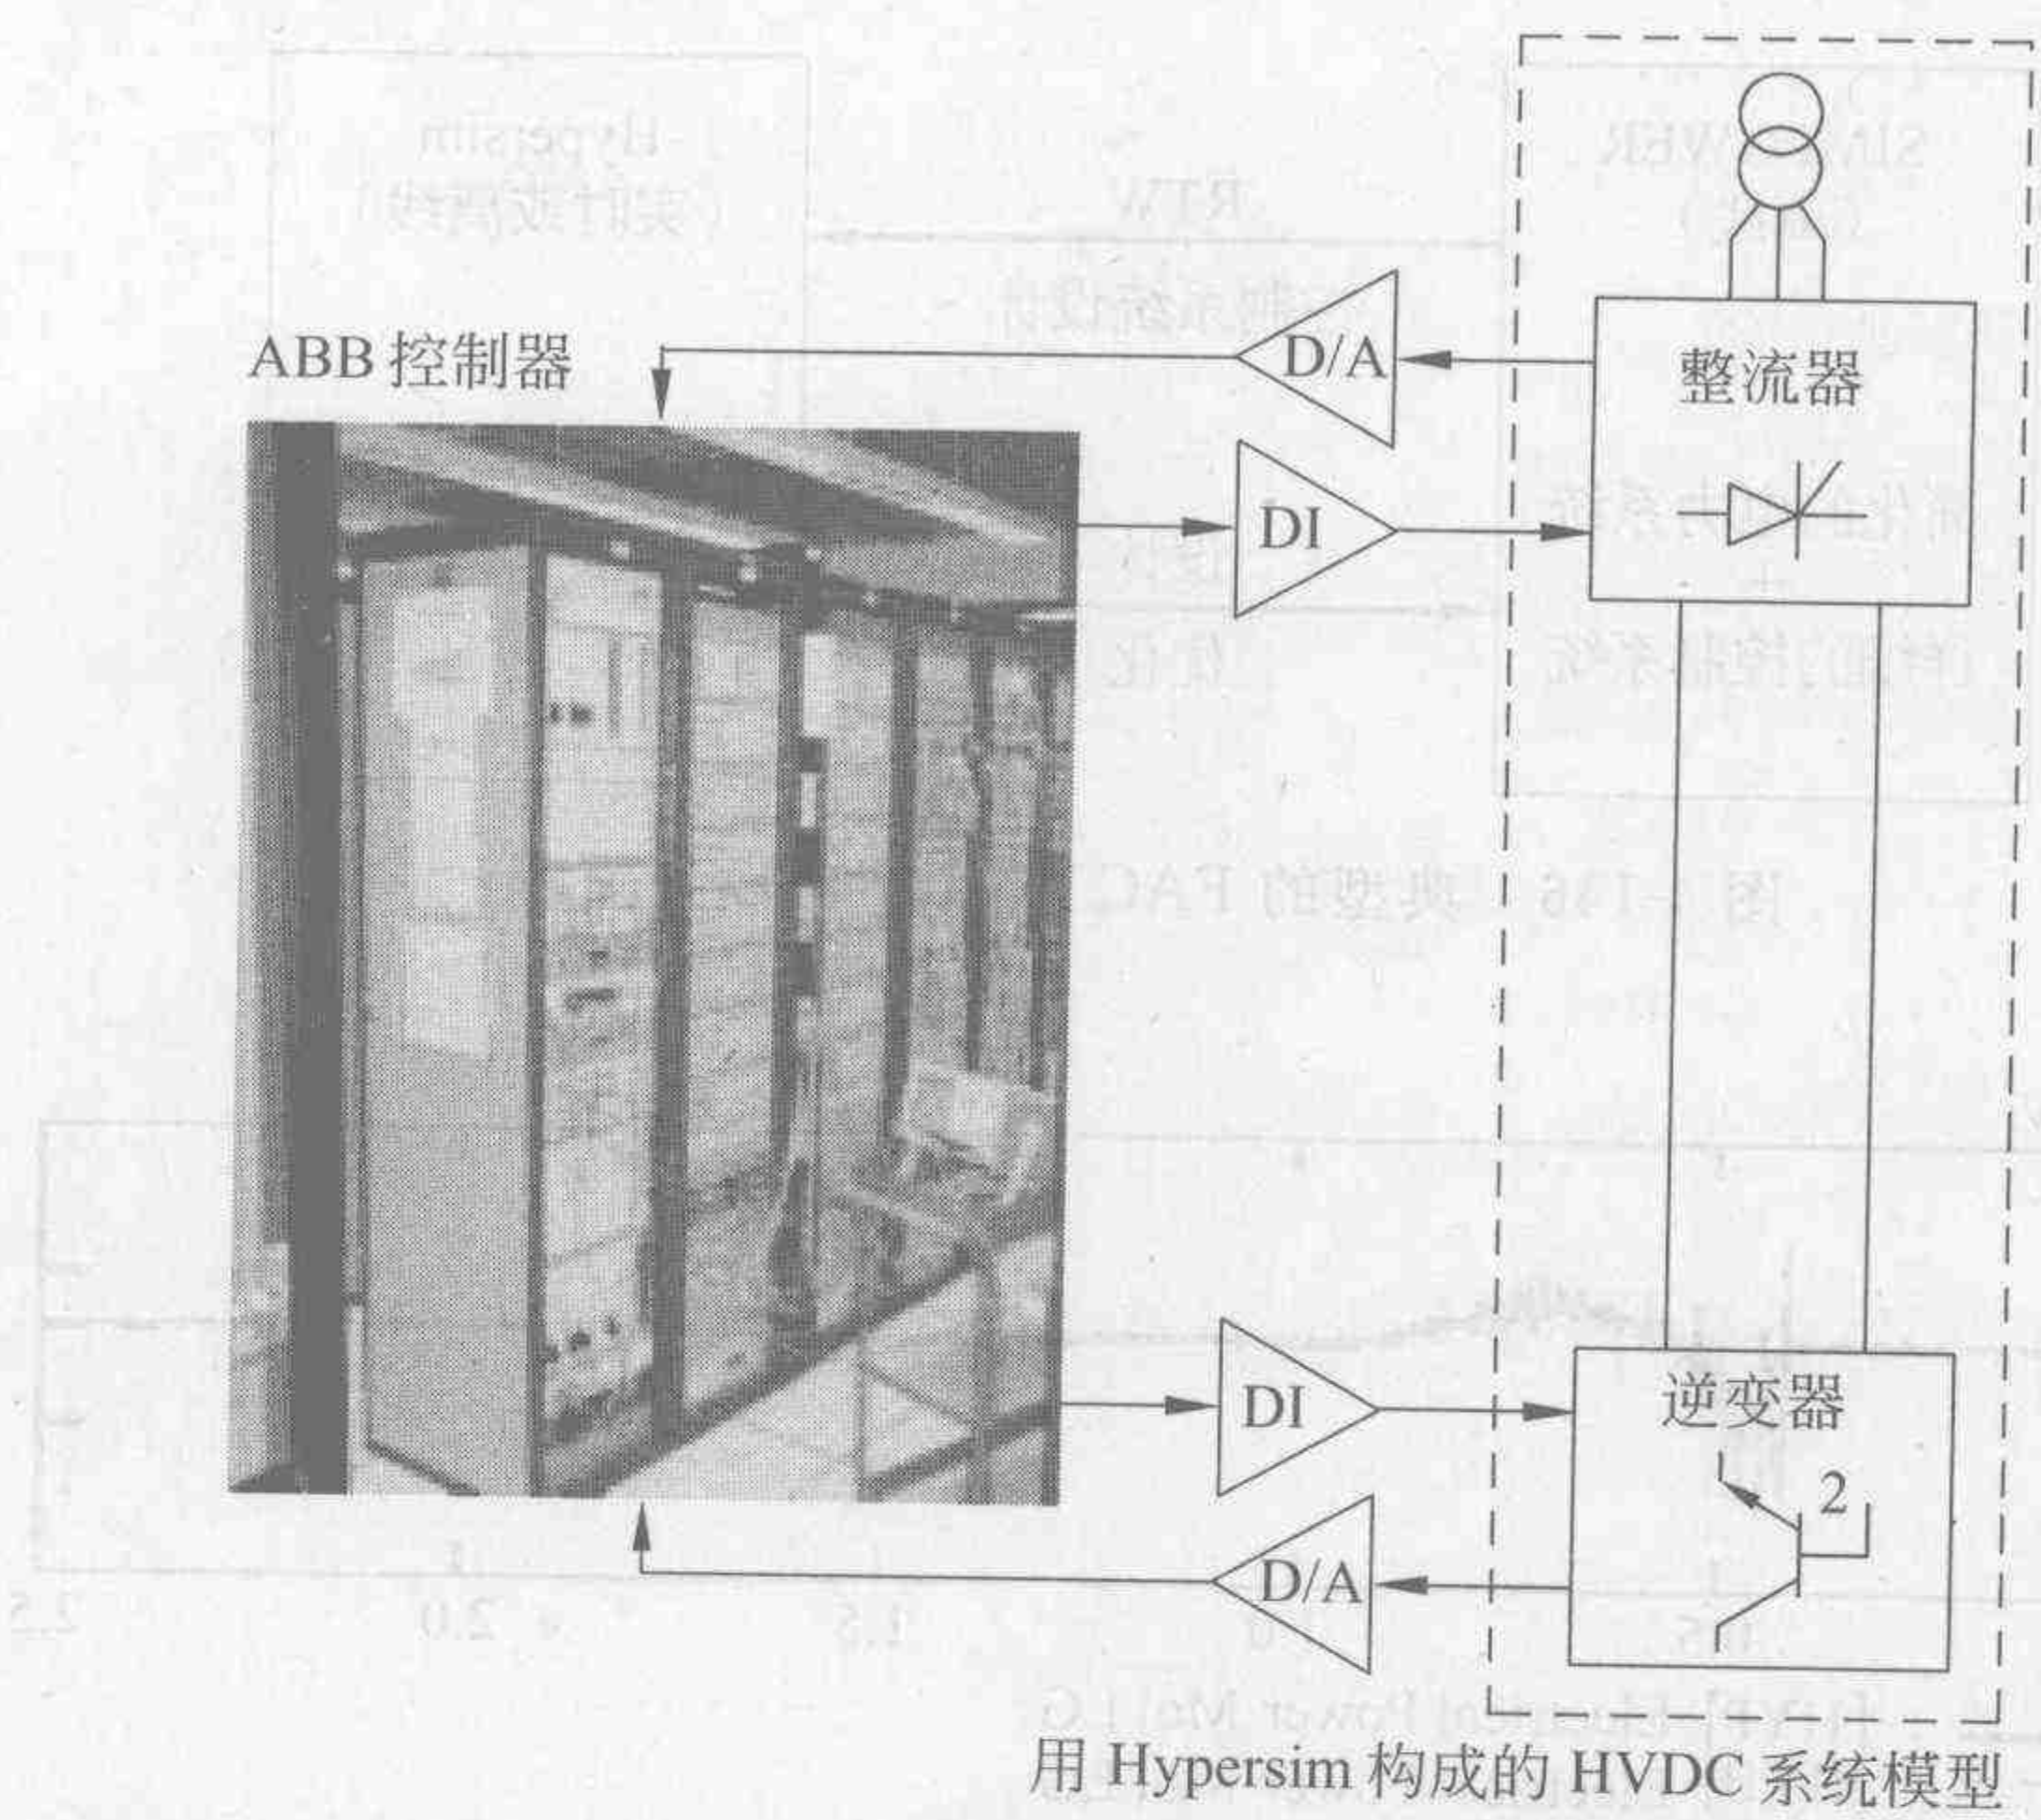 ABB 控制器
D/A
整流器
DI
DI
逆变器
2
D/A
用 Hypersim 构成的 HVDC 系统模型